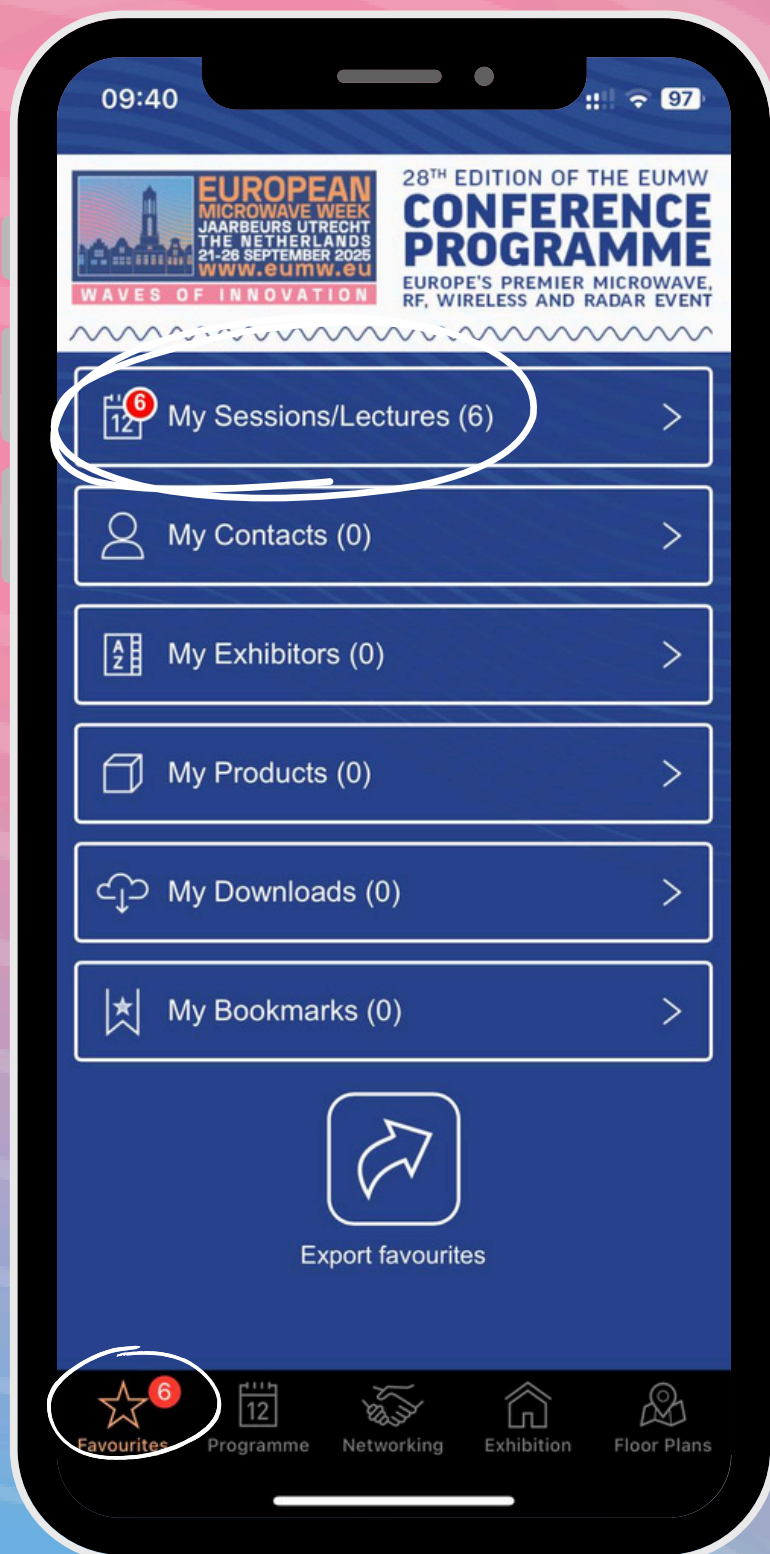 09:40
97
EUROPEAN
MICROWAVE WEEK
JAARBEURS UTRECHT
THE NETHERLANDS
21-26 SEPTEMBER 2025
www.eumw.eu
WAVES OF INNOVATION
28TH EDITION OF THE EUMW
CONFERENCE
PROGRAMME
EUROPE'S PREMIER MICROWAVE,
RF, WIRELESS AND RADAR EVENT
12
6
My Sessions/Lectures (6)
My Contacts (0)
A
Z
My Exhibitors (0)
My Products (0)
My Downloads (0)
My Bookmarks (0)
Export favourites
6
12
Favourites Programme Networking Exhibition Floor Plans